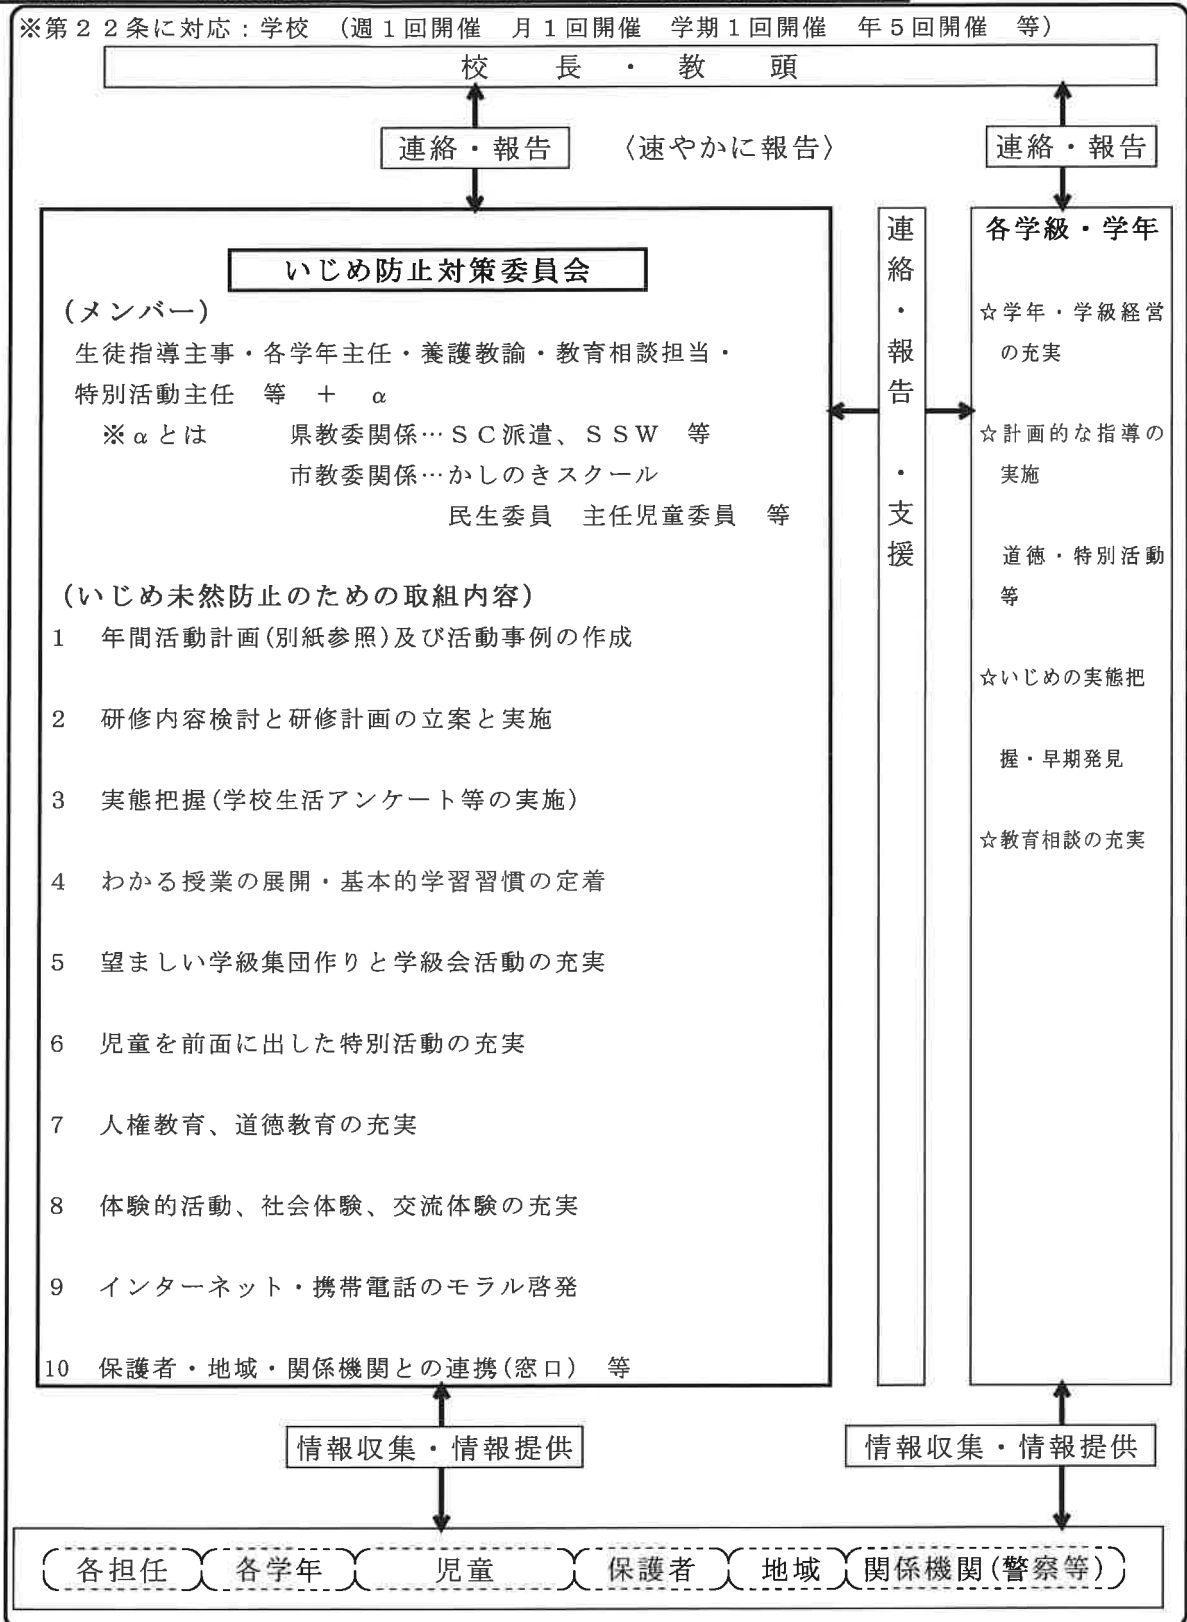 ※第２２条に対応：学校　（週１回開催　月１回開催　学期１回開催　年５回開催　等）
校　長　・　教　頭
連絡・報告
〈速やかに報告〉
連絡・報告
いじめ防止対策委員会
（メンバー）
生徒指導主事・各学年主任・養護教諭・教育相談担当・
特別活動主任　等　＋　α
※αとは　県教委関係…ＳＣ派遣、ＳＳＷ　等
市教委関係…かしのきスクール
民生委員　主任児童委員　等
（いじめ未然防止のための取組内容）
1　年間活動計画(別紙参照)及び活動事例の作成
2　研修内容検討と研修計画の立案と実施
3　実態把握(学校生活アンケート等の実施)
4　わかる授業の展開・基本的学習習慣の定着
5　望ましい学級集団作りと学級会活動の充実
6　児童を前面に出した特別活動の充実
7　人権教育、道徳教育の充実
8　体験的活動、社会体験、交流体験の充実
9　インターネット・携帯電話のモラル啓発
10　保護者・地域・関係機関との連携(窓口)　等
連絡・報告・支援
各学級・学年
☆学年・学級経営
の充実
☆計画的な指導の
実施
道徳・特別活動
等
☆いじめの実態把
握・早期発見
☆教育相談の充実
情報収集・情報提供
情報収集・情報提供
各担任
各学年
児童
保護者
地域
関係機関(警察等)